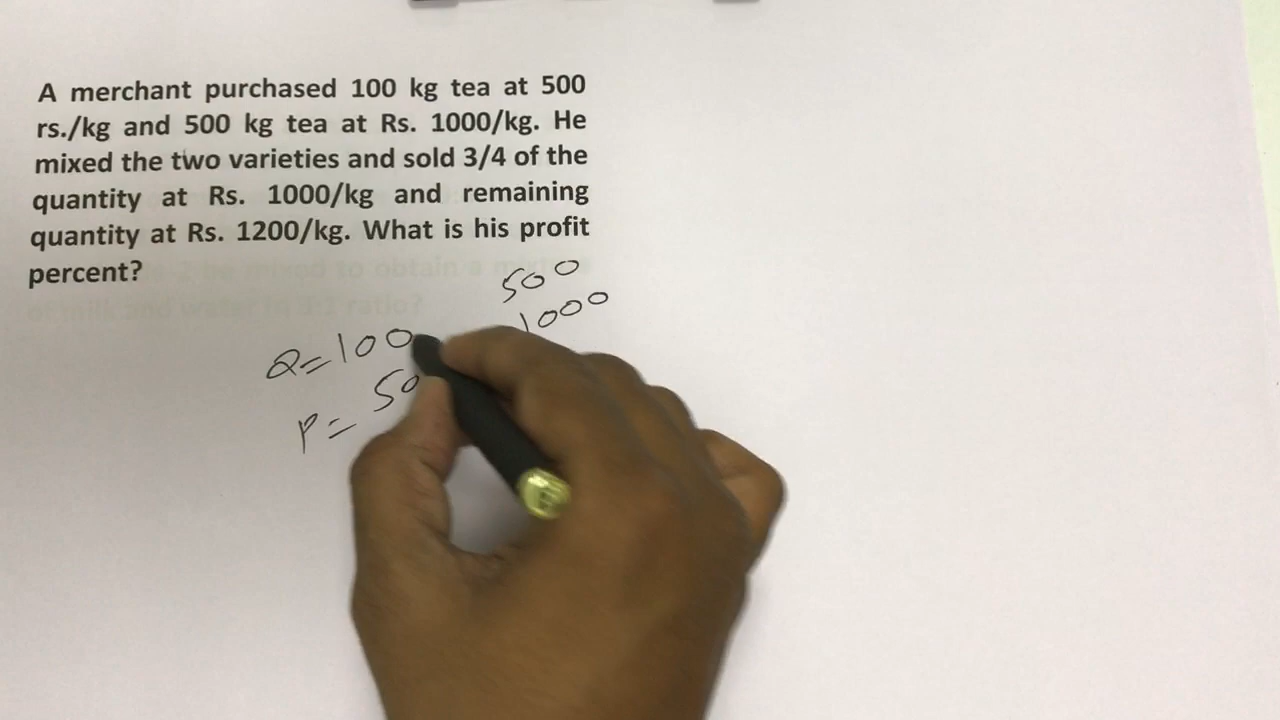 A merchant purchased 100 kg tea at 500
rs./kg and 500 kg tea at Rs. 1000/kg. He
mixed the two varieties and sold 3/4 of the
quantity at Rs. 1000/kg and remaining
quantity at Rs. 1200/kg. What is his profit
percent?
500
1000
Q=100
P=